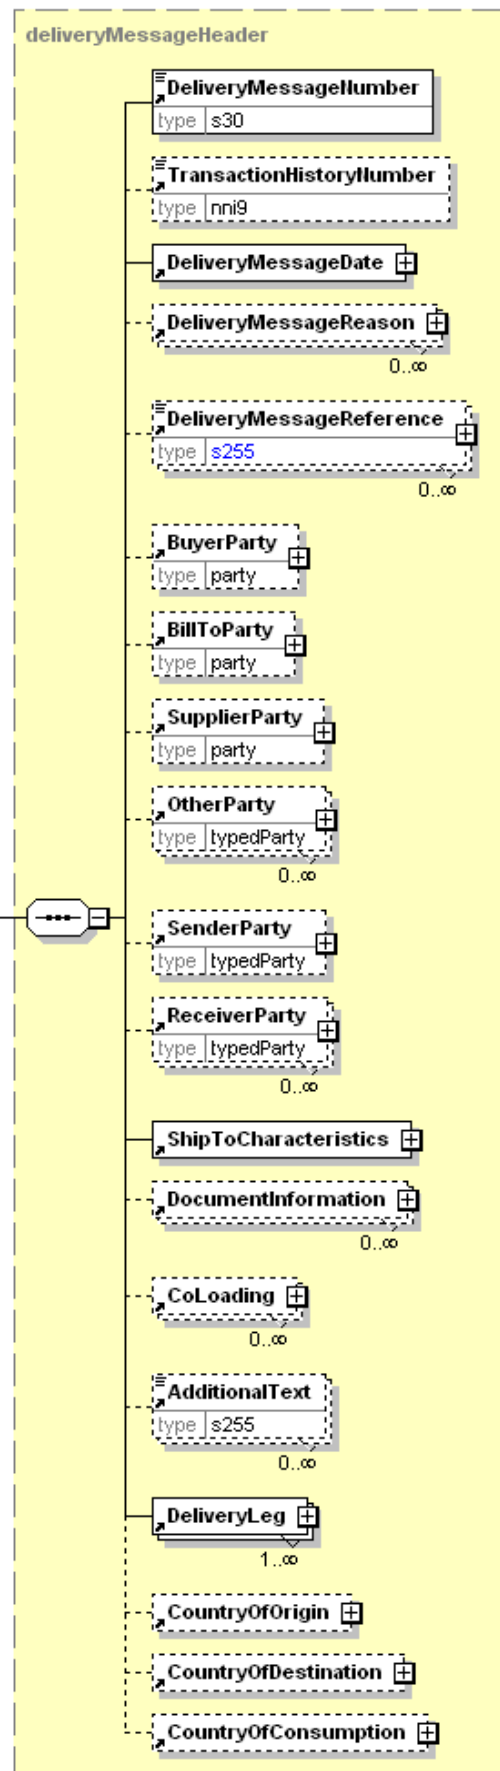 deliveryMessageHeader
DeliveryMessageNumber
type s30
TransactionHistoryNumber
type nni9
DeliveryMessageDate
DeliveryMessageReason
0..∞
DeliveryMessageReference
type s255
0..∞
BuyerParty
type party
BillToParty
type party
SupplierParty
type party
OtherParty
type typedParty
0..∞
SenderParty
type typedParty
ReceiverParty
type typedParty
0..∞
ShipToCharacteristics
DocumentInformation
0..∞
CoLoading
0..∞
AdditionalText
type s255
0..∞
DeliveryLeg
1..∞
CountryOfOrigin
CountryOfDestination
CountryOfConsumption